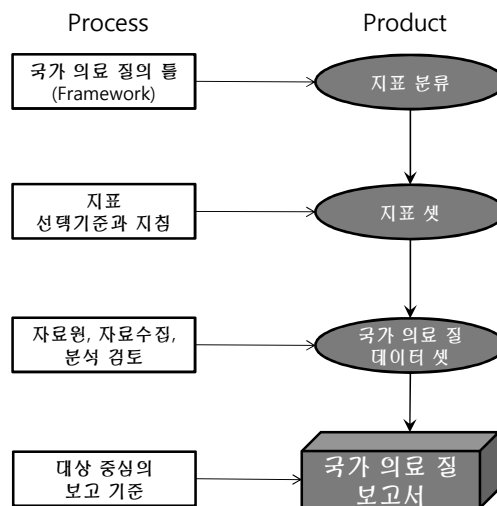 Process
Product
국가 의료 질의 틀
(Framework)
지표 분류
지표
선택기준과 지침
지표 셋
자료원, 자료수집,
분석 검토
국가 의료 질
데이터 셋
대상 중심의
보고 기준
국가 의료 질
보고서